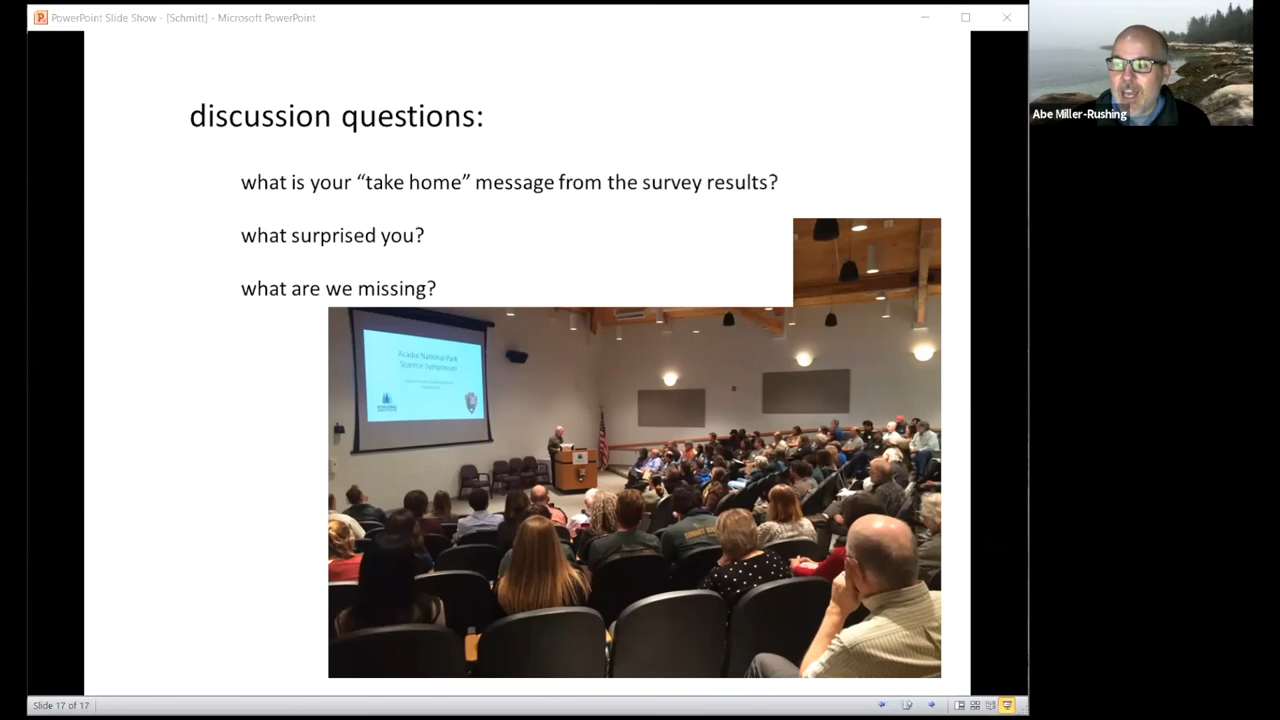 PowerPoint Slide Show - [Schmitt] - Microsoft PowerPoint
Abe Miller-Rushing
discussion questions:
what is your “take home” message from the survey results?
what surprised you?
what are we missing?
Acadia National Park
Science Symposium
Slide 17 of 17